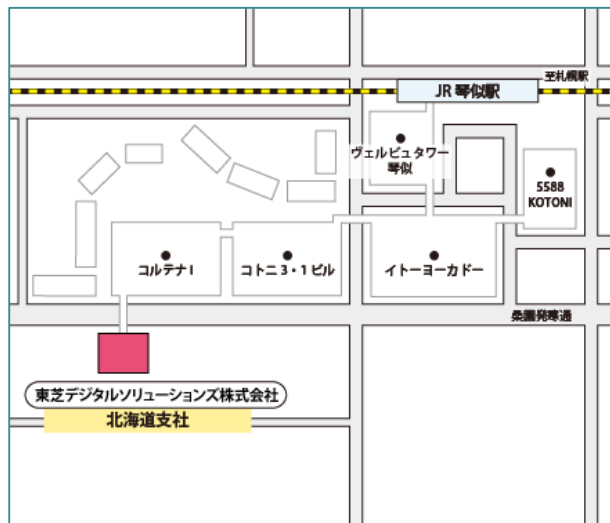 至札幌駅
JR 琴似駅
ヴェルビュタワー
琴似
5588
KOTONI
コルテナ I
コトニ 3・1 ビル
イトーヨーカドー
桑園発寒通
東芝デジタルソリューションズ株式会社
北海道支社